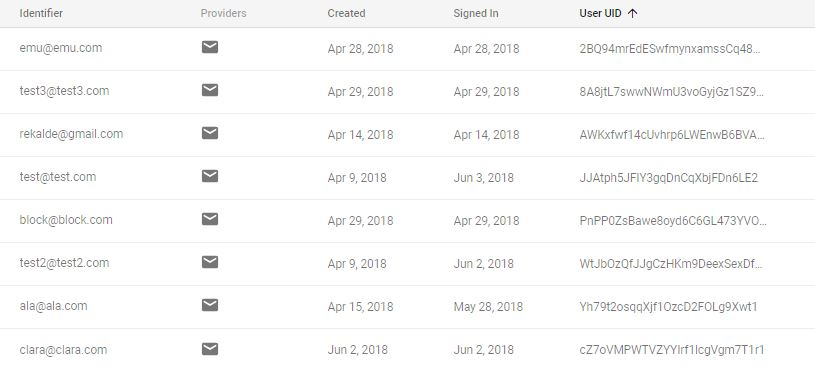 Identifier Providers Created Signed In User UID ↑
emu@emu.com Apr 28, 2018 Apr 28, 2018 2BQ94mrEdESwfmynxamssCq48...
test3@test3.com Apr 29, 2018 Apr 29, 2018 8A8jtL7swwNWmU3voGyjGz1SZ9...
rekalde@gmail.com Apr 14, 2018 Apr 14, 2018 AWKxfwf14cUvhrp6LWEnwB6BVA...
test@test.com Apr 9, 2018 Jun 3, 2018 JJAtph5JFIY3gqDnCqXbjFDn6LE2
block@block.com Apr 29, 2018 Apr 29, 2018 PnPP0ZsBawe8oyd6C6GL473YVO...
test2@test2.com Apr 9, 2018 Jun 2, 2018 WtJbOzQfJJgCzHKm9DeexSexDf...
ala@ala.com Apr 15, 2018 May 28, 2018 Yh79t2osqqXjf1OzcD2FOLg9Xwt1
clara@clara.com Jun 2, 2018 Jun 2, 2018 cZ7oVMPWTVZYYIrf1IcgVgm7T1r1